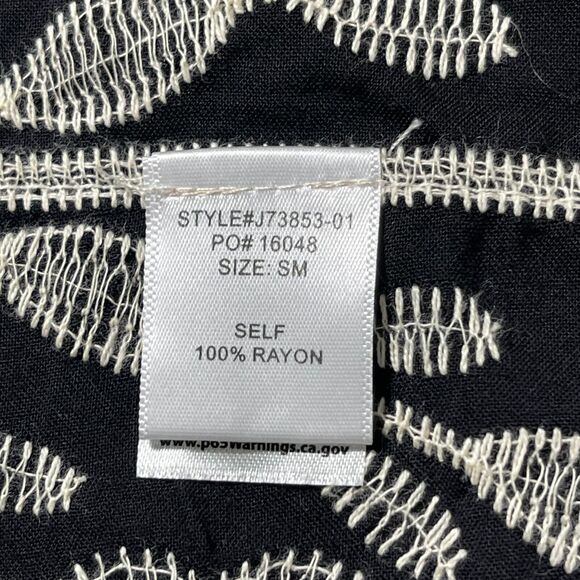 STYLE#J73853-01
PO# 16048
SIZE: SM
SELF
100% RAYON
www.p65warnings.ca.gov